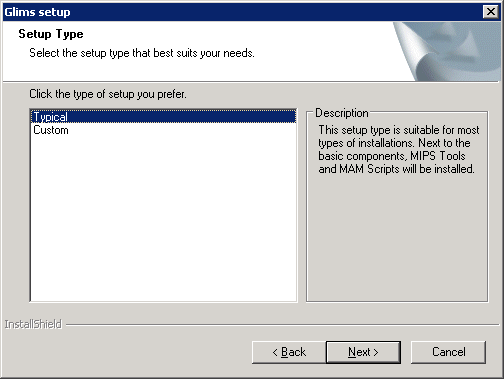 Glims setup
Setup Type
Select the setup type that best suits your needs.
Click the type of setup you prefer.
Typical
Custom
Description
This setup type is suitable for most
types of installations. Next to the
basic components, MIPS Tools
and MAM Scripts will be installed.
InstallShield
< Back
Next >
Cancel